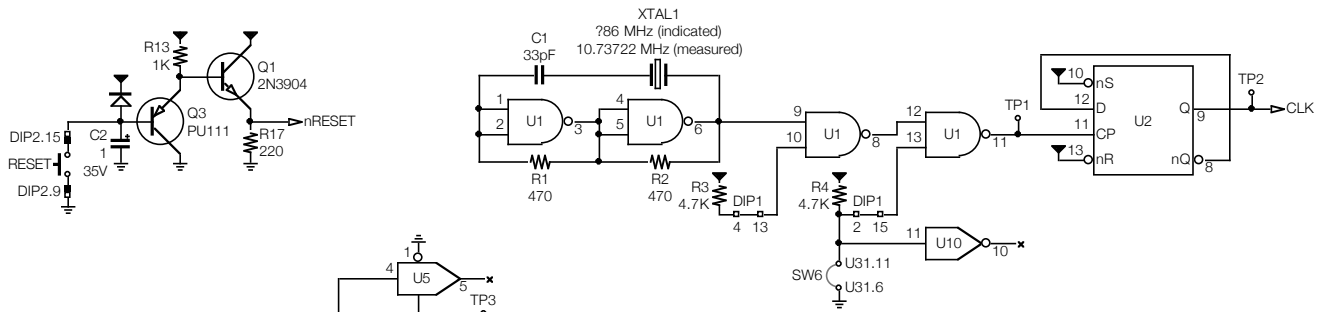 R13
1K
Q1
2N3904
Q3
PU111
nRESET
R17
220
DIP2.15
C2
1
35V
RESET
DIP2.9
XTAL1
?86 MHz (indicated)
10.73722 MHz (measured)
C1
33pF
1
2
U1
3
4
5
U1
6
R1
470
R2
470
9
10
U1
8
12
13
U1
11
TP1
R3
4.7K
DIP1
4 13
R4
4.7K
DIP1
2 15
11
U10
10
SW6
U31.11
U31.6
10
nS
12
D
11
CP
13
nR
U2
Q
9
nQ
8
TP2
CLK
1
4
U5
5
TP3